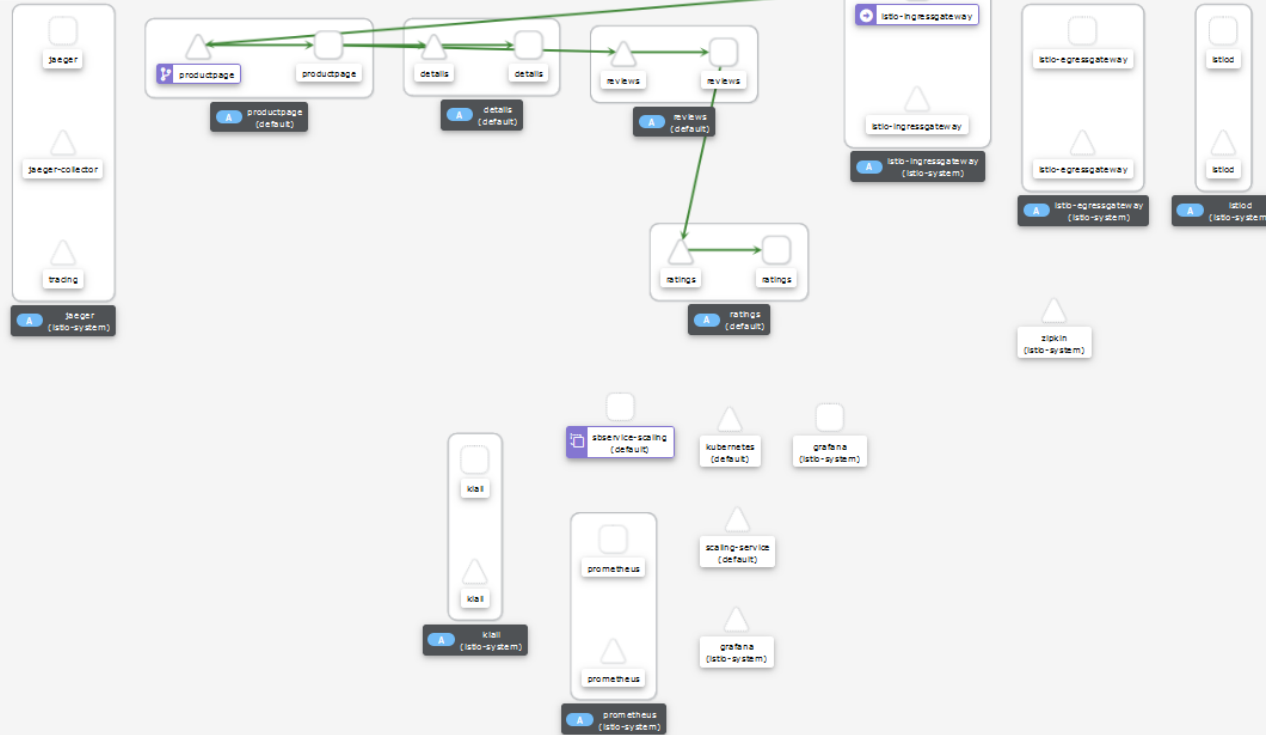 jaeger
jaeger-collector
tracing
A
jaeger
(istio-system)
productpage
productpage
A
productpage
(default)
details
details
A
details
(default)
reviews
reviews
A
reviews
(default)
ratings
ratings
A
ratings
(default)
istio-ingressgateway
istio-ingressgateway
A
istio-ingressgateway
(istio-system)
istio-egressgateway
istio-egressgateway
A
istio-egressgateway
(istio-system)
istiod
istiod
A
istiod
(istio-system
zipkin
(istio-system)
sbservice-scaling
(default)
kubernetes
(default)
grafana
(istio-system)
kiali
kiali
A
kiali
(istio-system)
prometheus
prometheus
A
prometheus
(istio-system)
scaling-service
(default)
grafana
(istio-system)